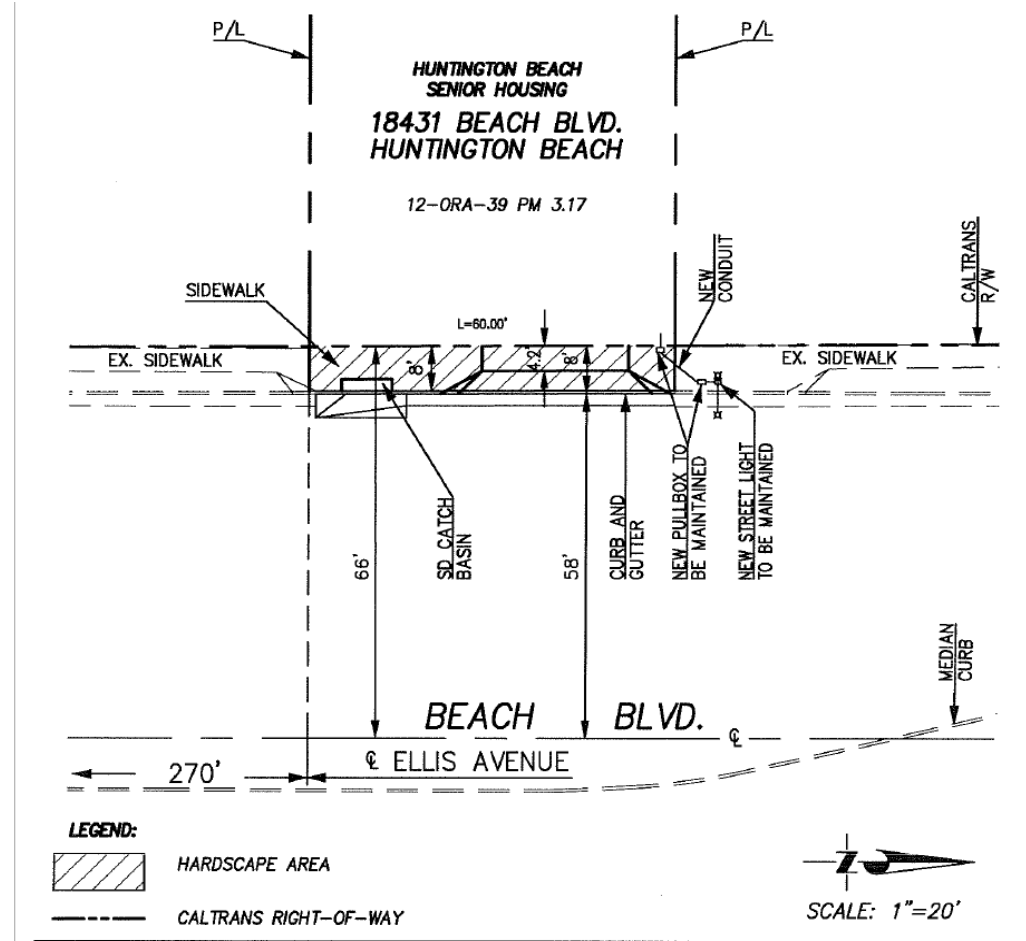 P/L
P/L
HUNTINGTON BEACH
SENIOR HOUSING
18431 BEACH BLVD.
HUNTINGTON BEACH
12-ORA-39 PM 3.17
NEW
CONDUIT
CALTRANS
R/W
SIDEWALK
L=60.00'
EX. SIDEWALK
8'
4.2'
8'
EX. SIDEWALK
66'
SD CATCH
BASIN
58'
CURB AND
GUTTER
NEW PULLBOX TO
BE MAINTAINED
NEW STREET LIGHT
TO BE MAINTAINED
MEDIAN
CURB
BEACH BLVD.
℄
270'
℄ ELLIS AVENUE
LEGEND:
HARDSCAPE AREA
CALTRANS RIGHT-OF-WAY
Z
SCALE: 1"=20'